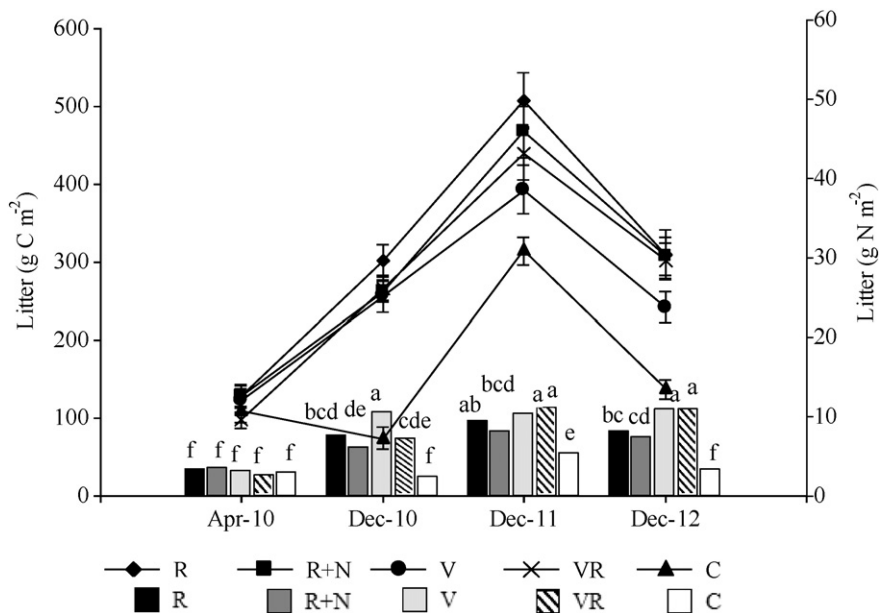 600
500
400
300
200
100
0
Litter (g C m-2)
60
50
40
30
20
10
0
Litter (g N m-2)
f f f f f
bcd de a cde f
ab bcd a a e
bc cd a a f
Apr-10 Dec-10 Dec-11 Dec-12
R R+N V VR C
R R+N V VR C